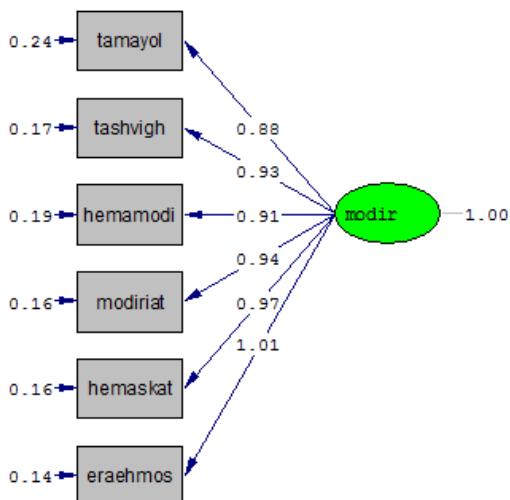 0.24 tamayol
0.88
0.17 tashvigh
0.93
0.19 hemamodi 0.91 modir 1.00
0.94
0.16 modiriat
0.97
1.01
0.16 hemaskat
0.14 eraehmos